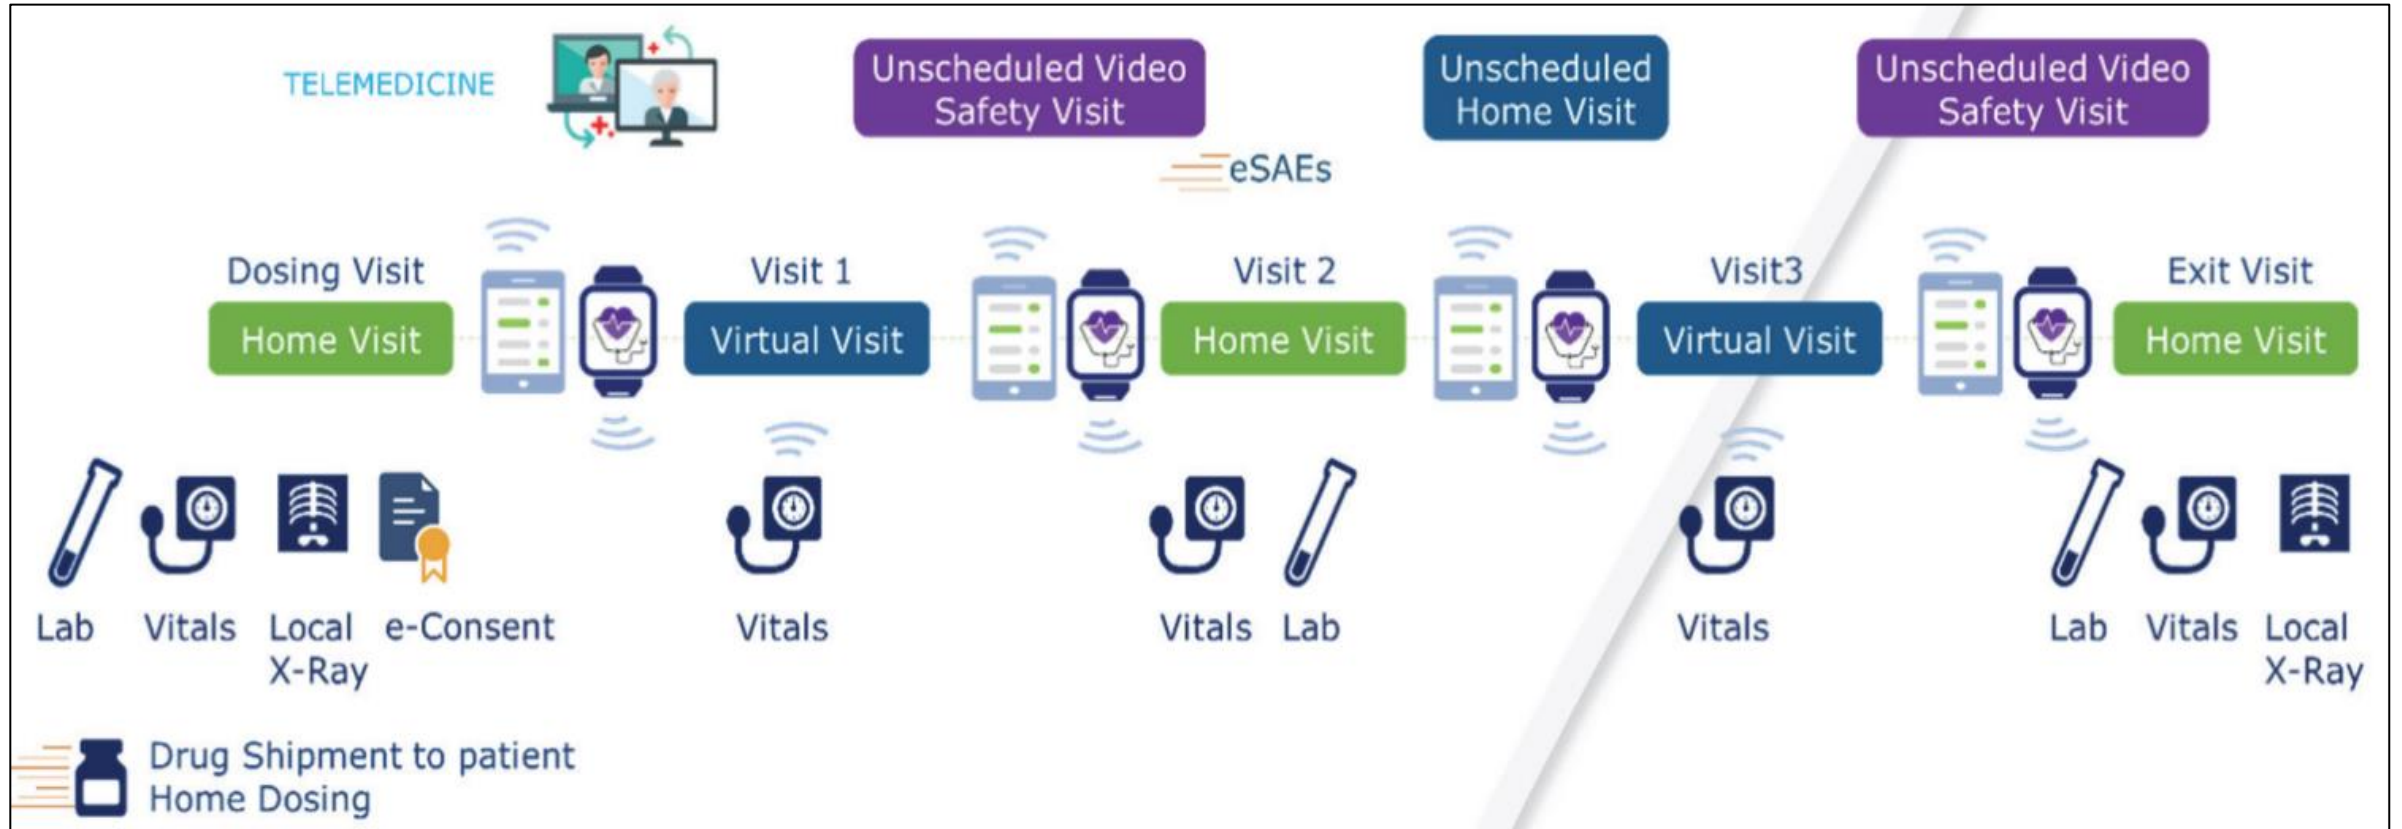 TELEMEDICINE
Unscheduled Video
Safety Visit
Unscheduled
Home Visit
Unscheduled Video
Safety Visit
eSAEs
Dosing Visit
Home Visit
Visit 1
Virtual Visit
Visit 2
Home Visit
Visit3
Virtual Visit
Exit Visit
Home Visit
Lab
Vitals
Local
X-Ray
e-Consent
Vitals
Vitals
Lab
Vitals
Lab
Vitals
Local
X-Ray
Drug Shipment to patient
Home Dosing